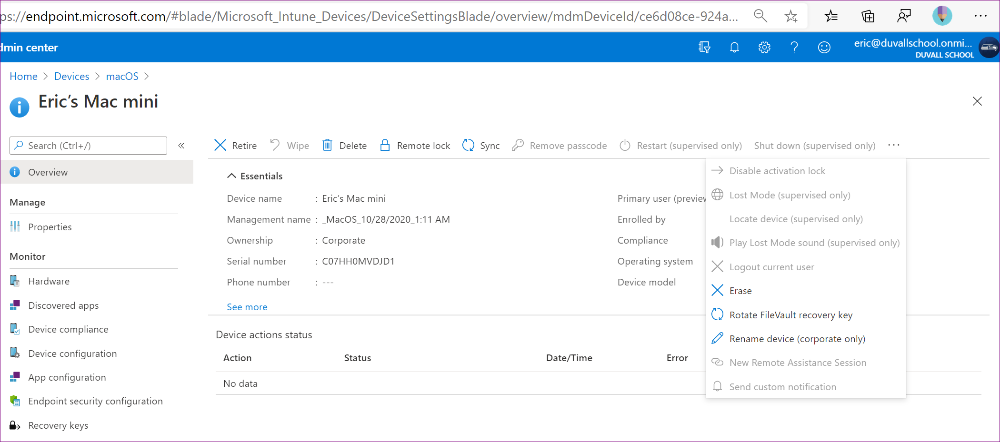 ps://endpoint.microsoft.com/#blade/Microsoft_Intune_Devices/DeviceSettingsBlade/overview/mdmDeviceId/ce6d08ce-924a...
dmin center
eric@duvallschool.onmi...
DUVALL SCHOOL
Home > Devices > macOS >
Eric’s Mac mini
Search (Ctrl+/)
«
Overview
Manage
Properties
Monitor
Hardware
Discovered apps
Device compliance
Device configuration
App configuration
Endpoint security configuration
Recovery keys
Retire Wipe Delete Remote lock Sync Remove passcode Restart (supervised only) Shut down (supervised only) ...
Essentials
Device name : Eric’s Mac mini
Management name : _MacOS_10/28/2020_1:11 AM
Ownership : Corporate
Serial number : C07HH0MVDJD1
Phone number : ---
See more
Primary user (preview
Enrolled by
Compliance
Operating system
Device model
Disable activation lock
Lost Mode (supervised only)
Locate device (supervised only)
Play Lost Mode sound (supervised only)
Logout current user
Erase
Rotate FileVault recovery key
Rename device (corporate only)
New Remote Assistance Session
Send custom notification
Device actions status
Action Status Date/Time Error
No data